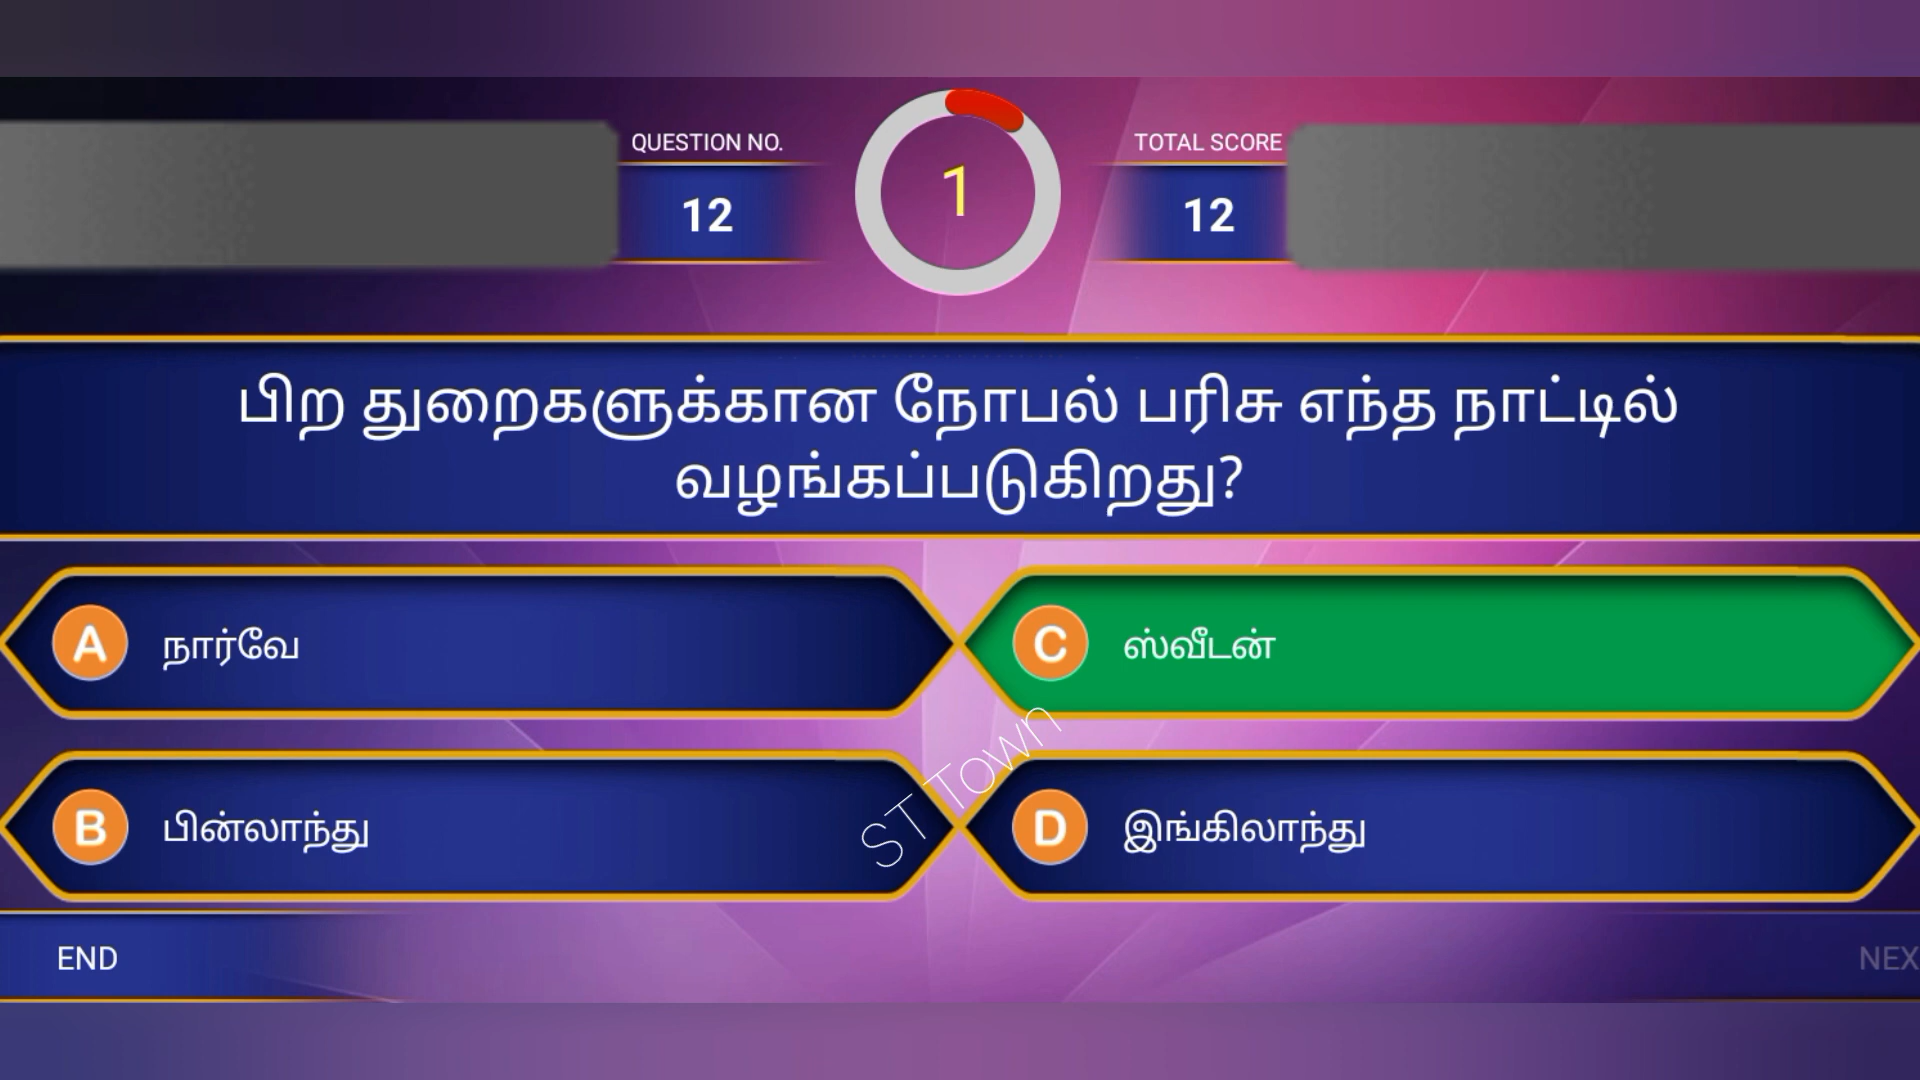 QUESTION NO.
12
1
TOTAL SCORE
12
பிற துறைகளுக்கான நோபல் பரிசு எந்த நாட்டில்
வழங்கப்படுகிறது?
A நார்வே
C ஸ்வீடன்
B பின்லாந்து
D இங்கிலாந்து
ST Town
END
NEX